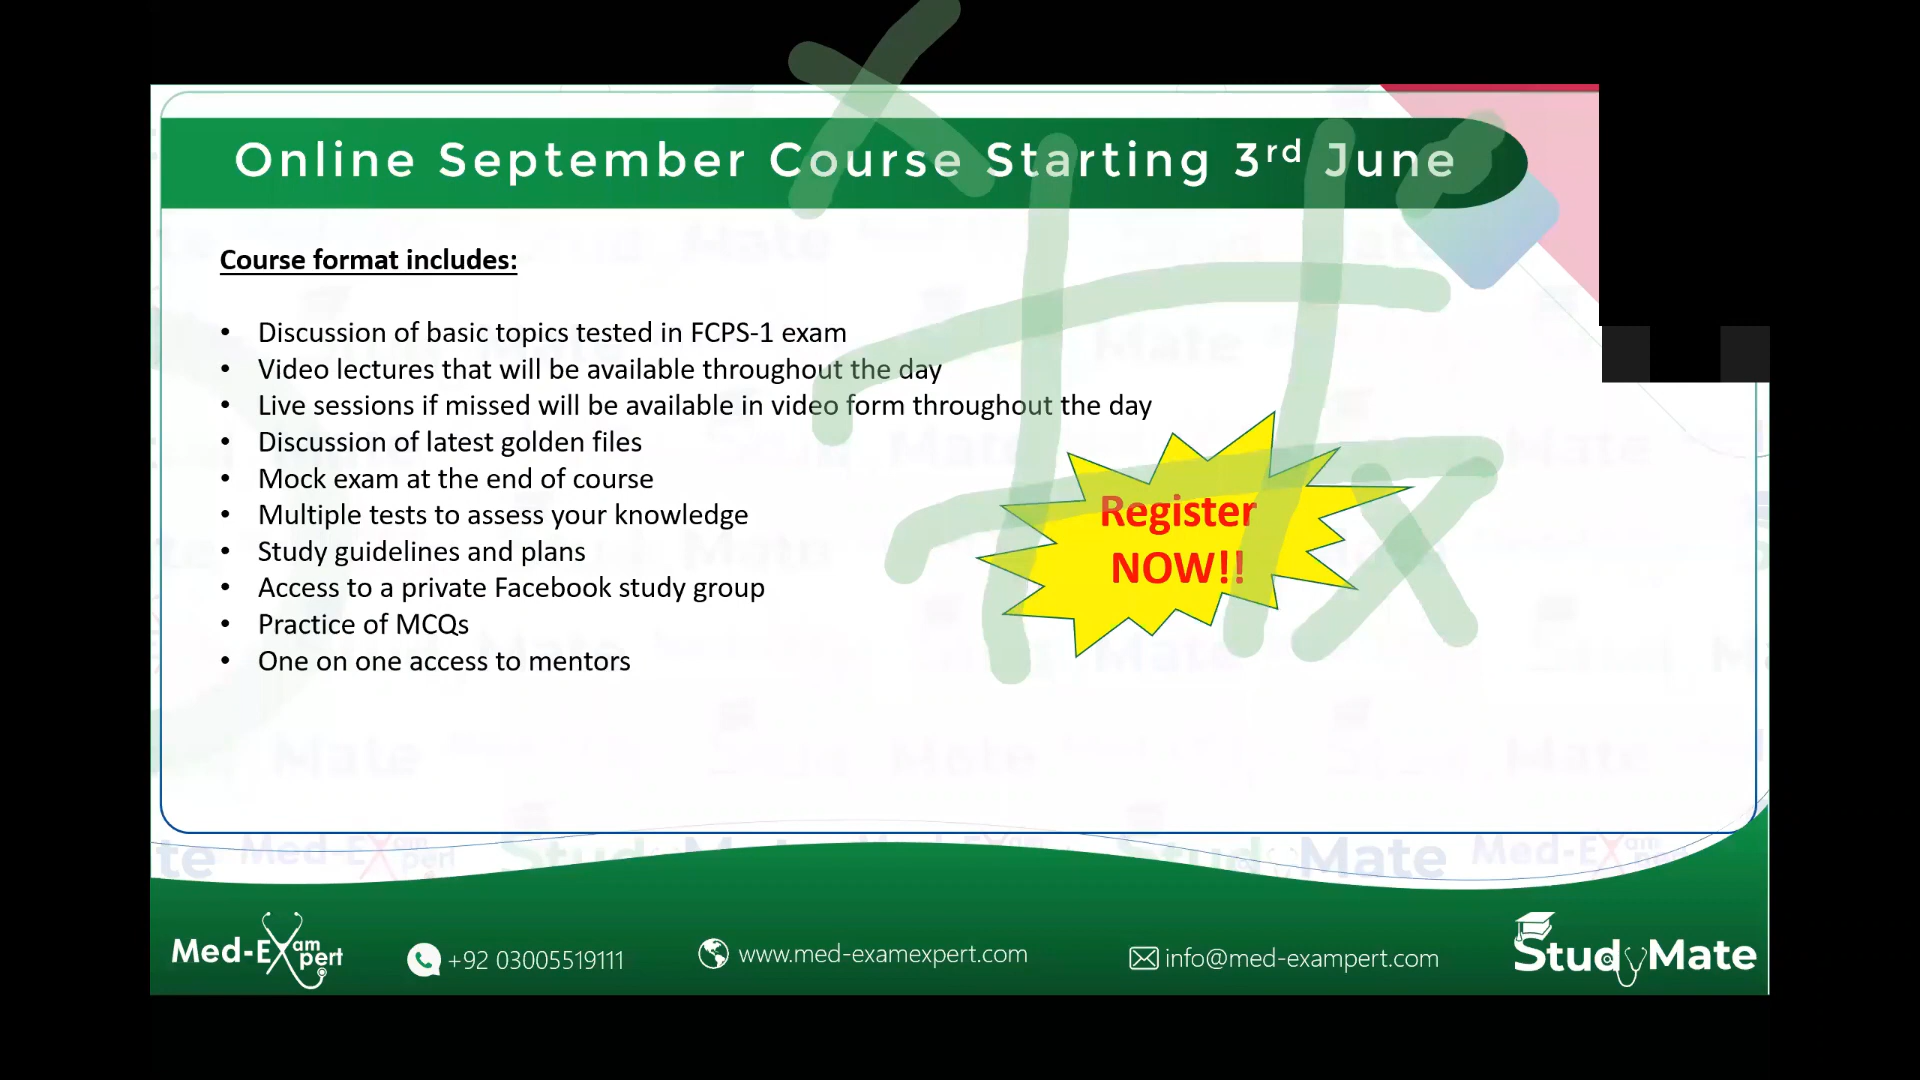 Online September Course Starting 3rd June
Course format includes:
• Discussion of basic topics tested in FCPS-1 exam
• Video lectures that will be available throughout the day
• Live sessions if missed will be available in video form throughout the day
• Discussion of latest golden files
• Mock exam at the end of course
• Multiple tests to assess your knowledge
• Study guidelines and plans
• Access to a private Facebook study group
• Practice of MCQs
• One on one access to mentors
Register
NOW!!
Med-Exam Expert
+92 03005519111
www.med-examexpert.com
info@med-exampert.com
StudyMate